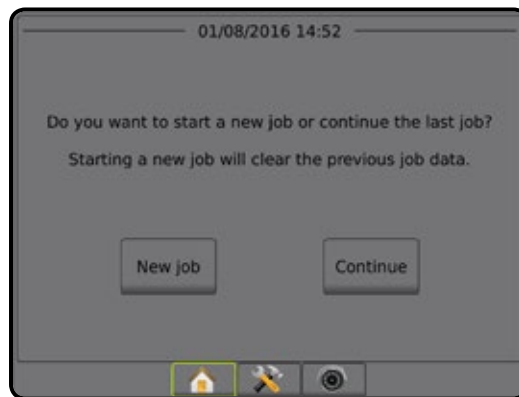 01/08/2016 14:52
Do you want to start a new job or continue the last job?
Starting a new job will clear the previous job data.
New job Continue